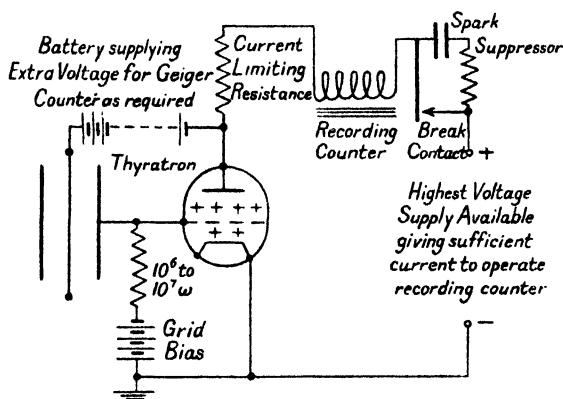 Battery supplying
Extra Voltage for Geiger
Counter as required
Current
Limiting
Resistance
Spark
Suppressor
Recording
Counter
Break
Contact
+
Thyratron
+ + + +
+ +
Highest Voltage
Supply Available
giving sufficient
current to operate
recording counter
10⁶ to
10⁷ ω
Grid
Bias
−